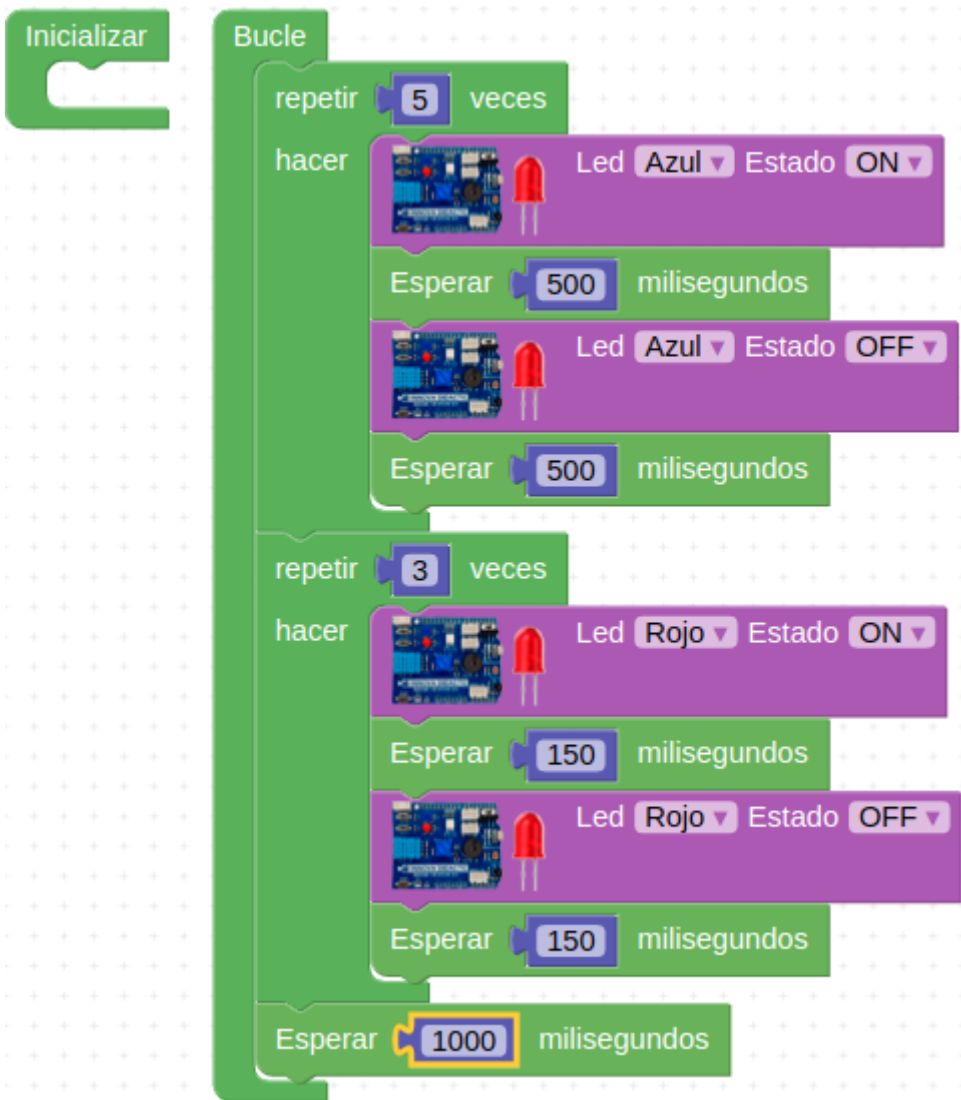 Inicializar
Bucle
repetir 5 veces
hacer
Led Azul Estado ON
Esperar 500 milisegundos
Led Azul Estado OFF
Esperar 500 milisegundos
repetir 3 veces
hacer
Led Rojo Estado ON
Esperar 150 milisegundos
Led Rojo Estado OFF
Esperar 150 milisegundos
Esperar 1000 milisegundos